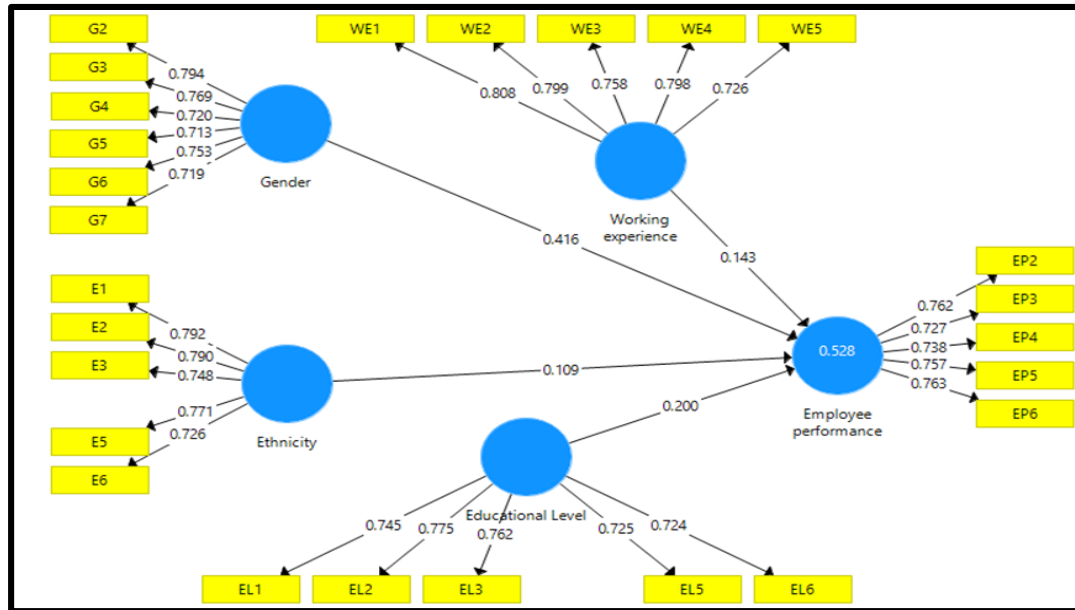 G2
G3
G4
G5
G6
G7
0.794
0.769
0.720
0.713
0.753
0.719
Gender
WE1
WE2
WE3
WE4
WE5
0.808
0.799
0.758
0.798
0.726
Working
experience
0.416
0.143
E1
E2
E3
E5
E6
0.792
0.790
0.748
0.771
0.726
Ethnicity
0.109
0.200
0.528
Employee
performance
EP2
EP3
EP4
EP5
EP6
0.762
0.727
0.738
0.757
0.763
Educational Level
0.745
0.775
0.762
0.725
0.724
EL1
EL2
EL3
EL5
EL6